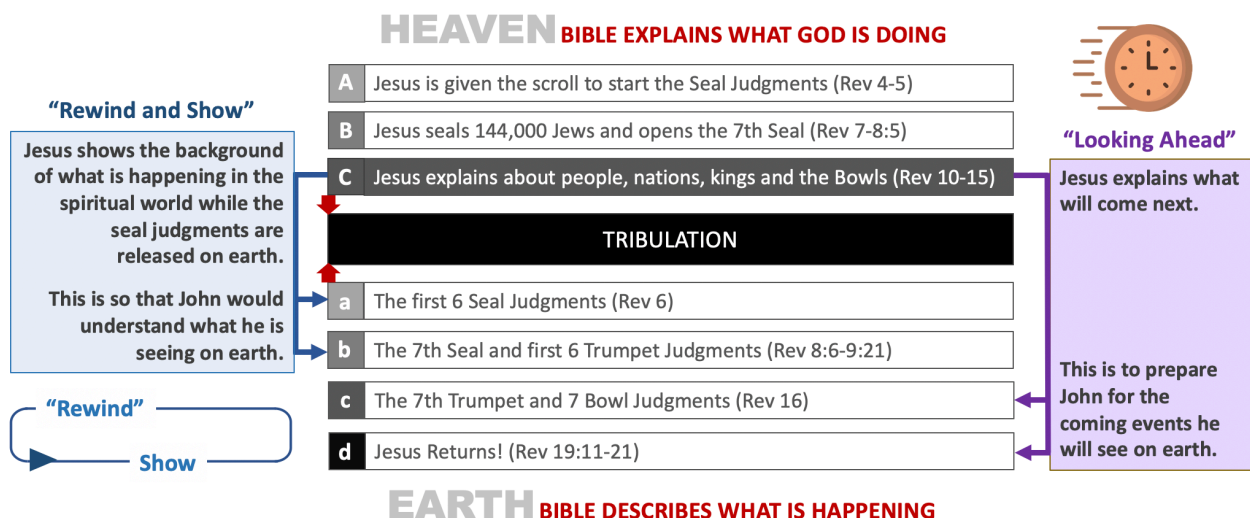 HEAVEN BIBLE EXPLAINS WHAT GOD IS DOING
A Jesus is given the scroll to start the Seal Judgments (Rev 4-5)
B Jesus seals 144,000 Jews and opens the 7th Seal (Rev 7-8:5)
C Jesus explains about people, nations, kings and the Bowls (Rev 10-15)
TRIBULATION
a The first 6 Seal Judgments (Rev 6)
b The 7th Seal and first 6 Trumpet Judgments (Rev 8:6-9:21)
c The 7th Trumpet and 7 Bowl Judgments (Rev 16)
d Jesus Returns! (Rev 19:11-21)
EARTH BIBLE DESCRIBES WHAT IS HAPPENING
“Rewind and Show”
Jesus shows the background
of what is happening in the
spiritual world while the
seal judgments are
released on earth.
This is so that John would
understand what he is
seeing on earth.
“Rewind”
Show
“Looking Ahead”
Jesus explains what
will come next.
This is to prepare
John for the
coming events he
will see on earth.